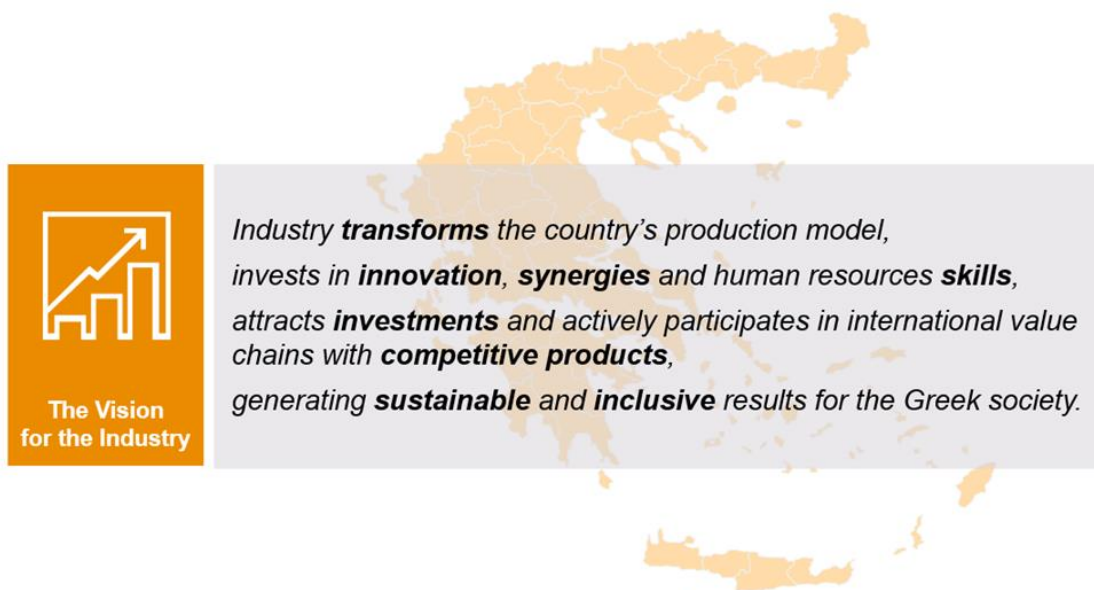 The Vision
for the Industry
Industry transforms the country’s production model,
invests in innovation, synergies and human resources skills,
attracts investments and actively participates in international value
chains with competitive products,
generating sustainable and inclusive results for the Greek society.